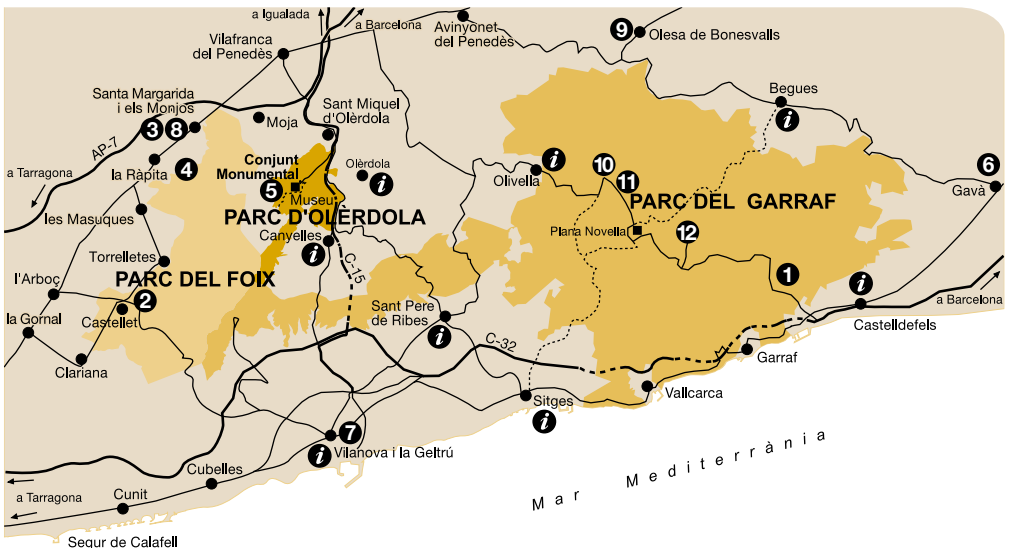 a Igualada
a Barcelona
Avinyonet
del Penedès
9
Olesa de Bonesvalls
Vilafranca
del Penedès
Santa Margarida
i els Monjos
3 8
Moja
Sant Miquel
d'Olèrdola
Begues
i
AP-7
a Tarragona
la Ràpita
4
Conjunt
Monumental
5
Museu
Olèrdola
i
Olivella
i
10
11
6
Gavà
PARC D'OLÈRDOLA
PARC DEL GARRAF
les Masuques
Canyelles
i
Plana Novella
12
Torrelletes
C-15
PARC DEL FOIX
l'Arboç
2
Castellet
1
i
Castelldefels
a Barcelona
la Gornal
Sant Pere
de Ribes
i
C-32
Clariana
Garraf
Vallcarca
Sitges
i
7
i
Vilanova i la Geltrú
Mar Mediterrània
Cubelles
a Tarragona
Cunit
Segur de Calafell